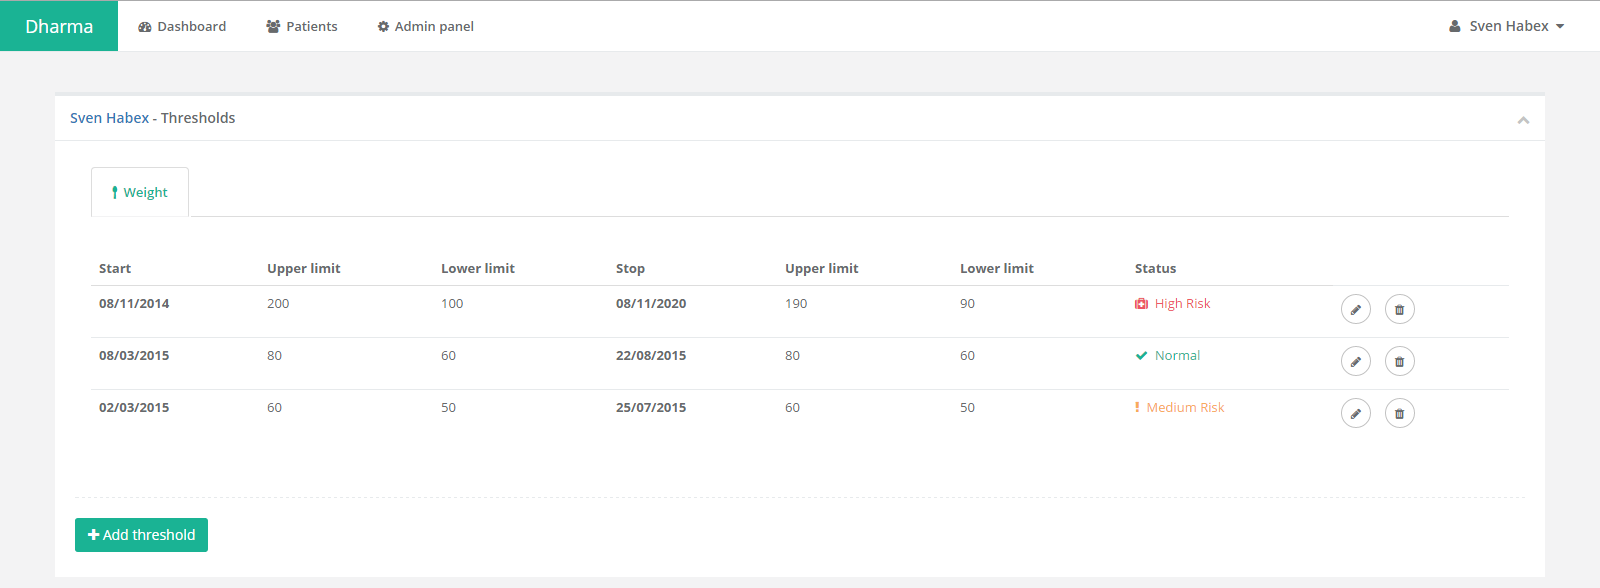 Dharma Dashboard Patients Admin panel Sven Habex
Sven Habex - Thresholds
Weight
Start Upper limit Lower limit Stop Upper limit Lower limit Status
08/11/2014 200 100 08/11/2020 190 90 High Risk
08/03/2015 80 60 22/08/2015 80 60 Normal
02/03/2015 60 50 25/07/2015 60 50 Medium Risk
Add threshold